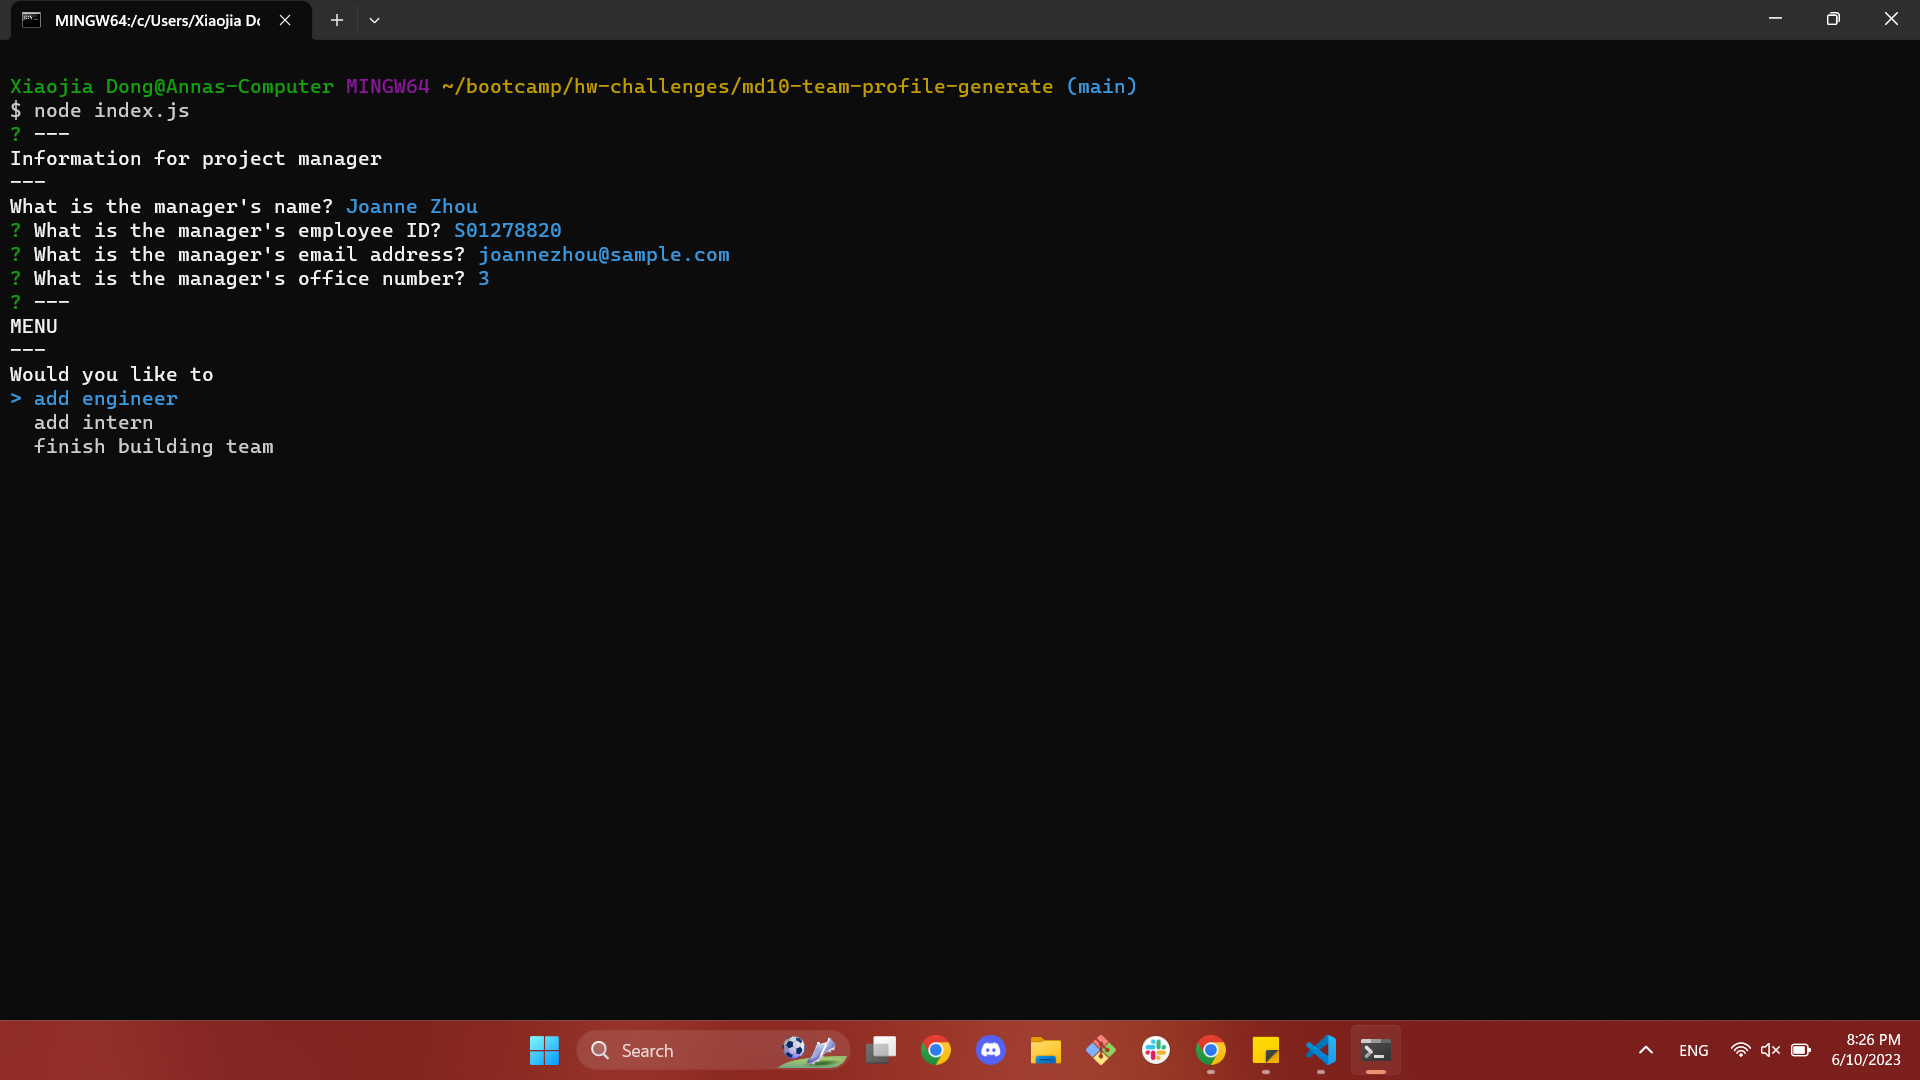 MINGW64:/c/Users/Xiaojia Do
Xiaojia Dong@Annas-Computer MINGW64 ~/bootcamp/hw-challenges/md10-team-profile-generate (main)
$ node index.js
? ---
Information for project manager
---
What is the manager's name? Joanne Zhou
? What is the manager's employee ID? S01278820
? What is the manager's email address? joannezhou@sample.com
? What is the manager's office number? 3
? ---
MENU
---
Would you like to
> add engineer
add intern
finish building team
Search
ENG
8:26 PM
6/10/2023